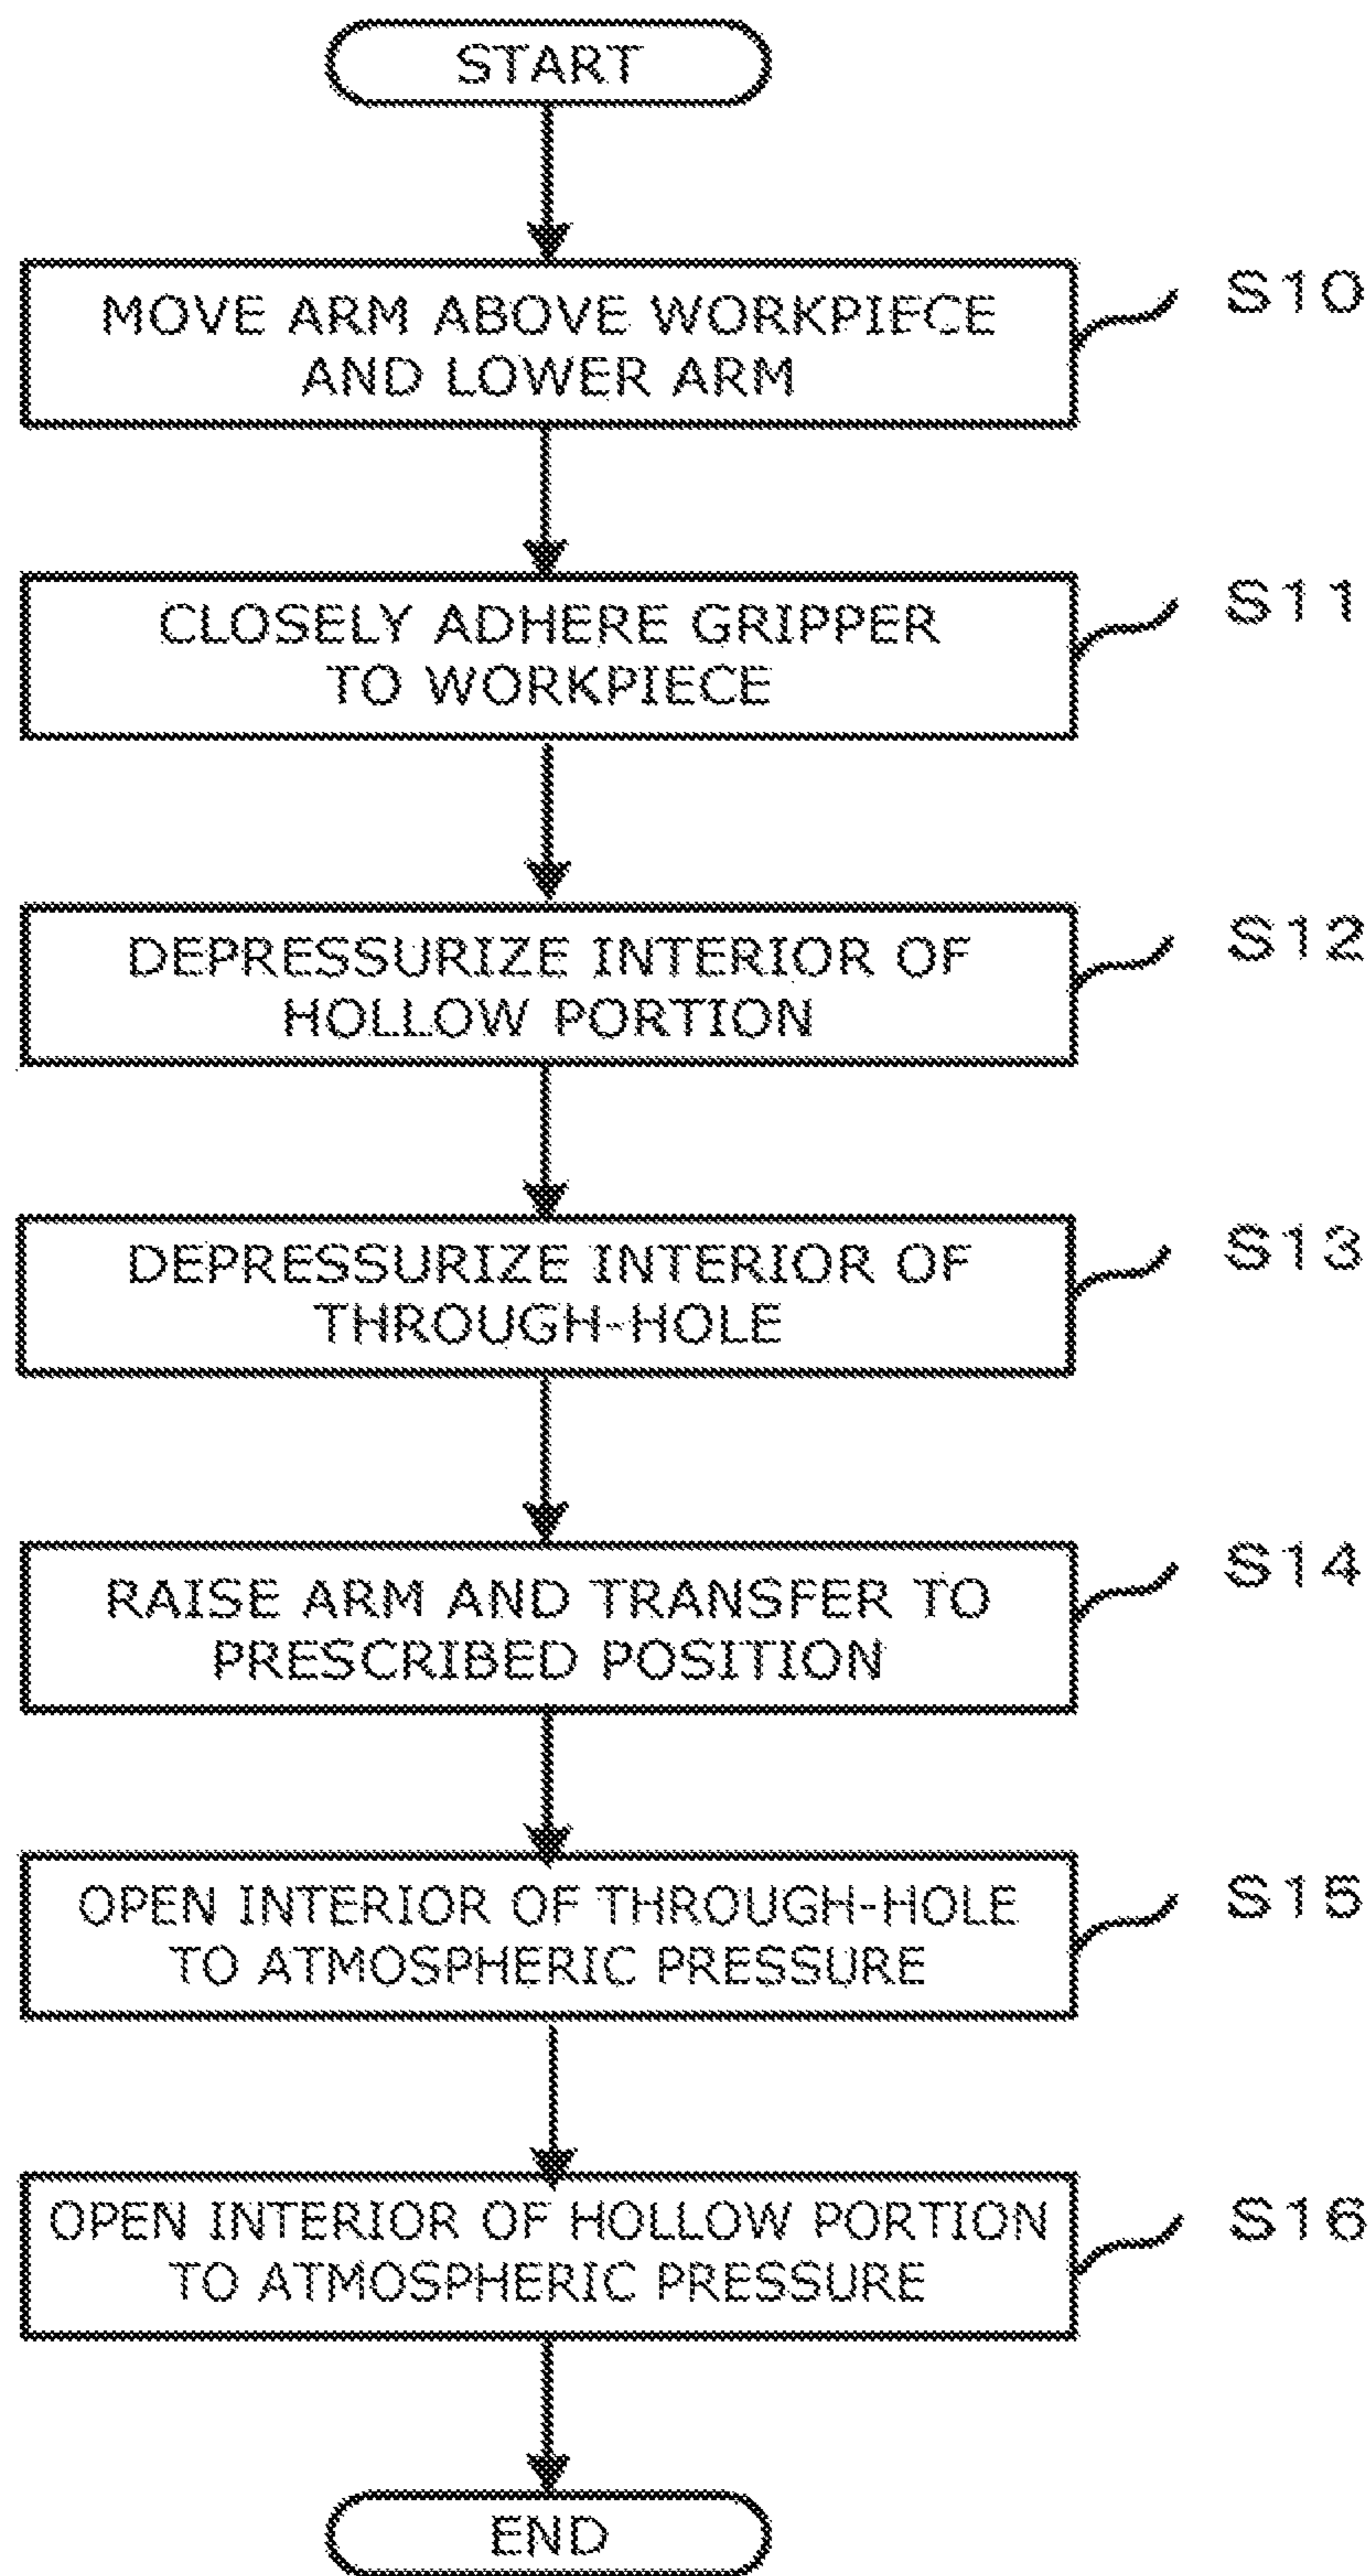 START
MOVE ARM ABOVE WORKPIECE
AND LOWER ARM
S10
CLOSELY ADHERE GRIPPER
TO WORKPIECE
S11
DEPRESSURIZE INTERIOR OF
HOLLOW PORTION
S12
DEPRESSURIZE INTERIOR OF
THROUGH-HOLE
S13
RAISE ARM AND TRANSFER TO
PRESCRIBED POSITION
S14
OPEN INTERIOR OF THROUGH-HOLE
TO ATMOSPHERIC PRESSURE
S15
OPEN INTERIOR OF HOLLOW PORTION
TO ATMOSPHERIC PRESSURE
S16
END